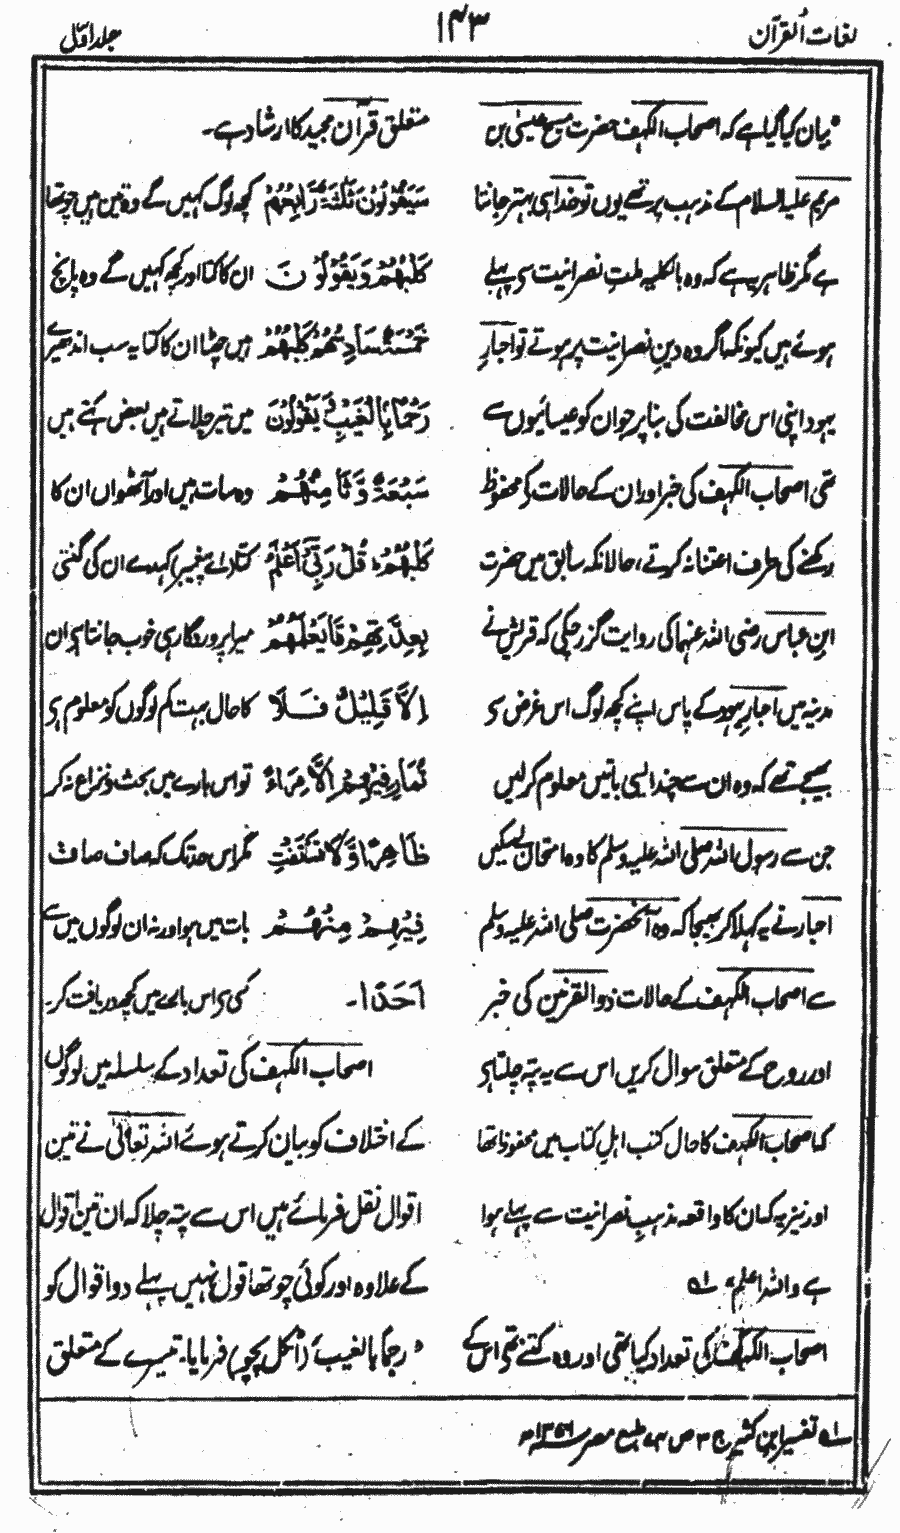 لغات القرآن
۱۴۳
جلد اوّل
"بیان کیا گیا ہے کہ اصحاب الکہف حضرت مسیح عیسیٰ بن
مریم علیہ السلام کے مذہب پر تھے یوں تو خدا ہی بہتر جانتا
ہے مگر ظاہر یہ ہے کہ وہ بالکلیہ ملتِ نصرانیت سے پہلے
ہوئے ہیں کیونکہ اگر وہ دینِ نصرانیت پر ہوتے تو احبارِ
یہود اپنی اس مخالفت کی بنا پر جو ان کو عیسائیوں سے
تھی اصحاب الکہف کی خبر اور ان کے حالات کو محفوظ
رکھنے کی طرف اعتناء نہ کرتے، حالانکہ سابق میں حضرت
ابن عباس رضی اللہ عنہما کی روایت گزر چکی کہ قریش نے
مدینہ میں احبارِ یہود کے پاس اپنے کچھ لوگ اس غرض سے
بھیجے تھے کہ وہ ان سے چند ایسی باتیں معلوم کر لیں
جن سے رسول اللہ صلی اللہ علیہ وسلم کا وہ امتحان لے سکیں
احبار نے یہ کہلا کر بھیجا کہ وہ آنحضرت صلی اللہ علیہ وسلم
سے اصحاب الکہف کے حالات ذوالقرنین کی خبر
اور روح کے متعلق سوال کریں اس سے یہ پتہ چلتا ہے
کہ اصحاب الکہف کا حال کتب اہلِ کتاب میں محفوظ تھا
اور نیز یہ کہ ان کا واقعہ مذہبِ نصرانیت سے پہلے ہوا
ہے واللہ اعلم" لہ
اصحاب الکہف کی تعداد کیا تھی اور وہ کتنے تھے اس کے
متعلق قرآن مجید کا ارشاد ہے۔
سَيَقُوْلُوْنَ ثَلٰثَةٌ رَّابِعُهُمْ کچھ لوگ کہیں گے وہ تین ہیں چوتھا
كَلْبُهُمْ وَيَقُوْلُوْنَ ان کا کتا اور کچھ کہیں گے وہ پانچ
خَمْسَةٌ سَادِسُهُمْ كَلْبُهُمْ ہیں چھٹا ان کا کتا یہ سب اندھیرے
رَجْمًا بِالْغَيْبِ يَقُوْلُوْنَ میں تیر چلاتے ہیں بعض کہتے ہیں
سَبْعَةٌ وَّثَامِنُهُمْ وہ سات ہیں اور آٹھواں ان کا
كَلْبُهُمْ قُلْ رَّبِّيْ اَعْلَمُ کتا (اے پیغمبر) کہدے ان کی گنتی
بِعِدَّتِهِمْ مَّا يَعْلَمُهُمْ میرا پروردگار ہی خوب جانتا ہے ان
اِلَّا قَلِيْلٌ فَلَا کا حال بہت کم لوگوں کو معلوم ہے
تُمَارِ فِيْهِمْ اِلَّا مِرَاءً تو اس بارے میں بحث و نزاع نہ کر
ظَاهِرًا وَّلَا تَسْتَفْتِ مگر اس حد تک کہ صاف صاف
فِيْهِمْ مِّنْهُمْ بات میں ہو اور نہ ان لوگوں میں سے
اَحَدًا۔ کسی سے اس بارے میں کچھ دریافت کر۔
اصحاب الکہف کی تعداد کے سلسلہ میں لوگوں
کے اختلاف کو بیان کرتے ہوئے اللہ تعالیٰ نے تین
اقوال نقل فرمائے ہیں اس سے پتہ چلا کہ ان تین اقوال
کے علاوہ اور کوئی چوتھا قول نہیں پہلے دو اقوال کو
"رجمًا بالغیب" (اٹکل پچو) فرمایا۔ تیسرے کے متعلق
لہ تفسیر ابن کثیر ج ۳ ص ۷۴ طبع مصر ۱۳۵۶ھ